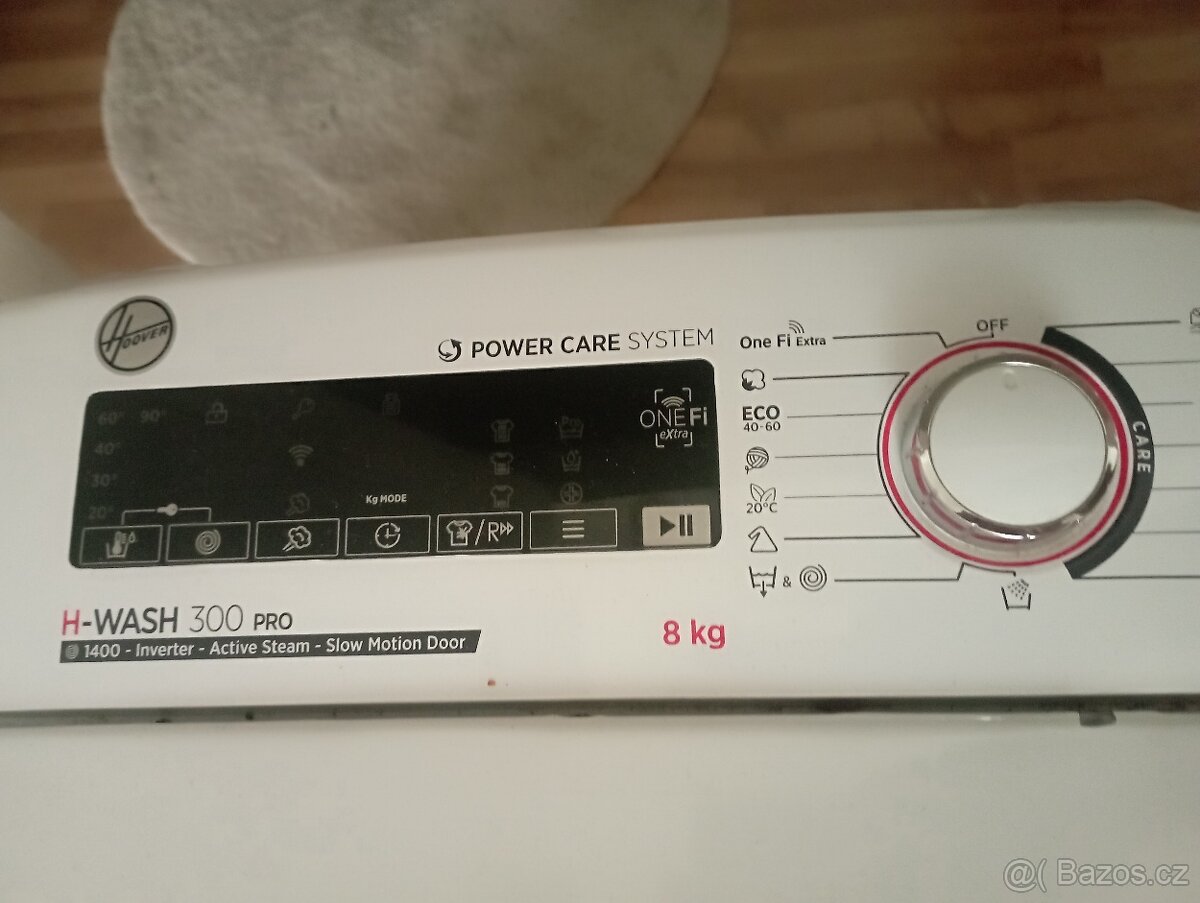 HOOVER
POWER CARE SYSTEM
60° 90°
40°
30°
20°
Kg MODE
ONE Fi
eXtra
/R
H-WASH 300 PRO
1400 - Inverter - Active Steam - Slow Motion Door
8 kg
OFF
One Fi Extra
ECO
40-60
20°C
&
CARE
@( Bazos.cz